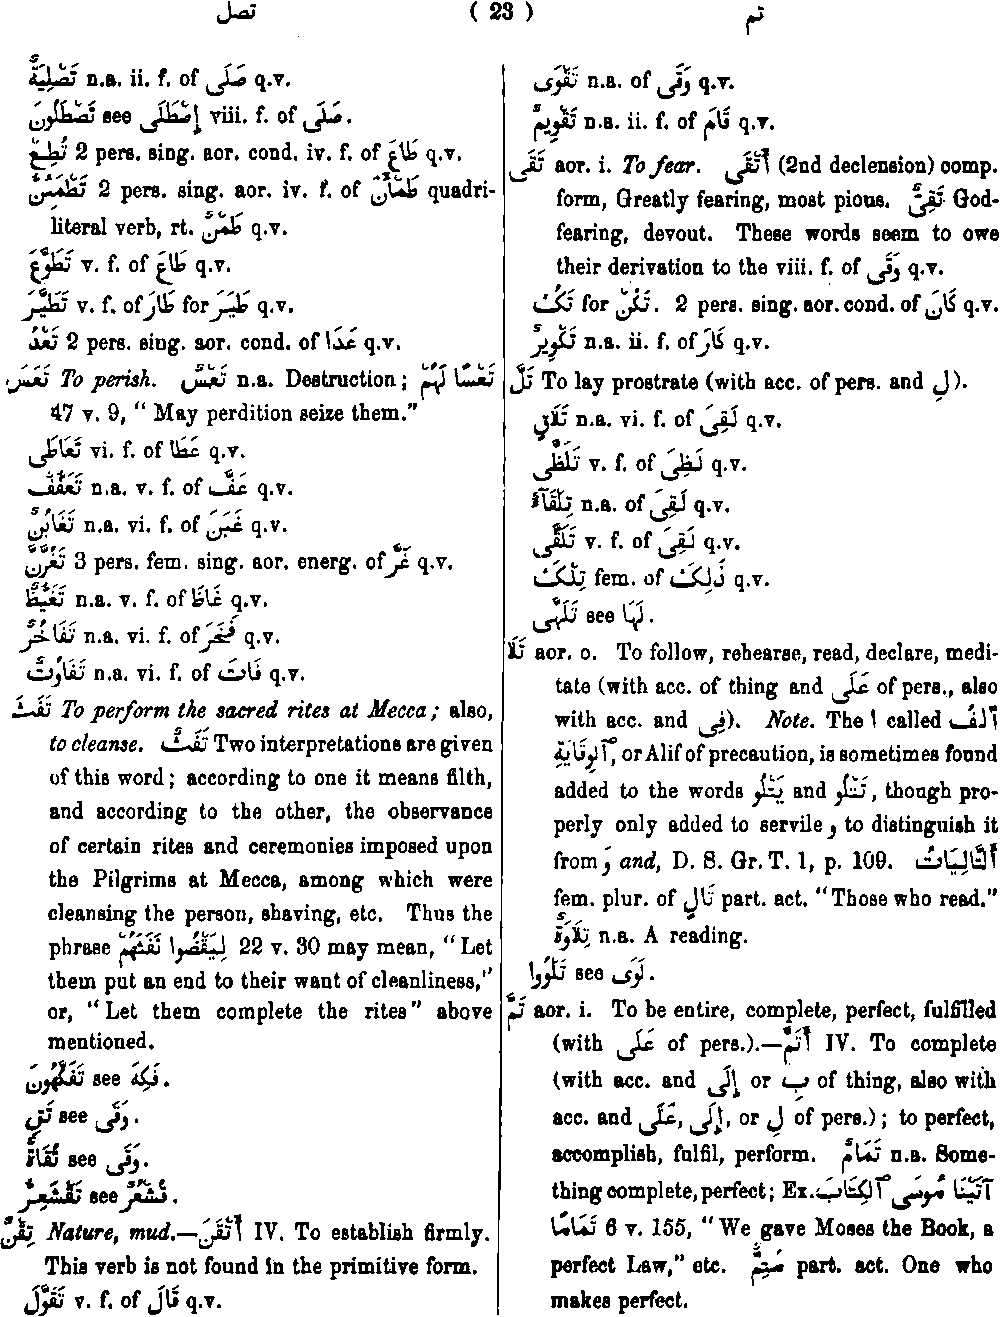 تصل ( 23 ) تم
تَصْلِيَةٌ n.a. ii. f. of صَلَى q.v.
تَصْطَلُونَ see إِصْطَلَى viii. f. of صَلَى.
تُطِعْ 2 pers. sing. aor. cond. iv. f. of طَاعَ q.v.
تَطْمَئِنُّ 2 pers. sing. aor. iv. f. of طَمْأَنَ quadri-
literal verb, rt. طَمْنٌ q.v.
تَطَوَّعَ v. f. of طَاعَ q.v.
تَطَيَّرَ v. f. of طَارَ for طَيَرَ q.v.
تَعْدُ 2 pers. sing. aor. cond. of عَدَا q.v.
تَعَسَ To perish. تَعْسٌ n.a. Destruction; تَعْسًا لَهُمْ
47 v. 9, “May perdition seize them.”
تَعَاطَى vi. f. of عَطَا q.v.
تَعَفُّفٌ n.a. v. f. of عَفَّ q.v.
تَغَابُنٌ n.a. vi. f. of غَبَنَ q.v.
تَغُرَّنَّ 3 pers. fem. sing. aor. energ. of غَرَّ q.v.
تَغَيُّظٌ n.a. v. f. of غَاظَ q.v.
تَفَاخُرٌ n.a. vi. f. of فَخَرَ q.v.
تَفَاوُتٌ n.a. vi. f. of فَاتَ q.v.
تَفَثَ To perform the sacred rites at Mecca; also,
to cleanse. تَفَثٌ Two interpretations are given
of this word; according to one it means filth,
and according to the other, the observance
of certain rites and ceremonies imposed upon
the Pilgrims at Mecca, among which were
cleansing the person, shaving, etc. Thus the
phrase لِيَقْضُوا تَفَثَهُمْ 22 v. 30 may mean, “Let
them put an end to their want of cleanliness,”
or, “Let them complete the rites” above
mentioned.
تَفَكَّهُونَ see فَكِهَ.
تَقِ see وَقَى.
تُقَاةً see وَقَى.
تَقْشَعِرُّ see قَشْعَرَ.
تِقْنٌ Nature, mud.—أَتْقَنَ IV. To establish firmly.
This verb is not found in the primitive form.
تَقَوَّلَ v. f. of قَالَ q.v.
تَقْوَى n.a. of وَقَى q.v.
تَقْوِيمٌ n.a. ii. f. of قَامَ q.v.
تَقَى aor. i. To fear. أَتْقَى (2nd declension) comp.
form, Greatly fearing, most pious. تَقِيٌّ God-
fearing, devout. These words seem to owe
their derivation to the viii. f. of وَقَى q.v.
تَكُ for تَكُنْ. 2 pers. sing. aor. cond. of كَانَ q.v.
تَكْوِيرٌ n.a. ii. f. of كَارَ q.v.
تَلَّ To lay prostrate (with acc. of pers. and لِ).
تَلَاقٍ n.a. vi. f. of لَقِيَ q.v.
تَلَظَّى v. f. of لَظِيَ q.v.
تِلْقَآءَ n.a. of لَقِيَ q.v.
تَلَقَّى v. f. of لَقِيَ q.v.
تِلْكَ fem. of ذَلِكَ q.v.
تَلَهَّى see لَهَا.
تَلَا aor. o. To follow, rehearse, read, declare, medi-
tate (with acc. of thing and عَلَى of pers., also
with acc. and فِي). Note. The ا called أَلِفُ
ٱلْوِقَايَةِ, or Alif of precaution, is sometimes found
added to the words يَتْلُو and تَتْلُو, though pro-
perly only added to servile و to distinguish it
from وَ and, D. S. Gr. T. 1, p. 109. أَلتَّالِيَاتُ
fem. plur. of تَالٍ part. act. “Those who read.”
تِلَاوَةٌ n.a. A reading.
تَلْوُوا see لَوَى.
تَمَّ aor. i. To be entire, complete, perfect, fulfilled
(with عَلَى of pers.).—أَتَمَّ IV. To complete
(with acc. and إِلَى or بِ of thing, also with
acc. and عَلَى, إِلَى, or لِ of pers.); to perfect,
accomplish, fulfil, perform. تَمَامٌ n.a. Some-
thing complete, perfect; Ex. آتَيْنَا مُوسَى ٱلْكِتَابَ
تَمَامًا 6 v. 155, “We gave Moses the Book, a
perfect Law,” etc. مُتِمٌّ part. act. One who
makes perfect.